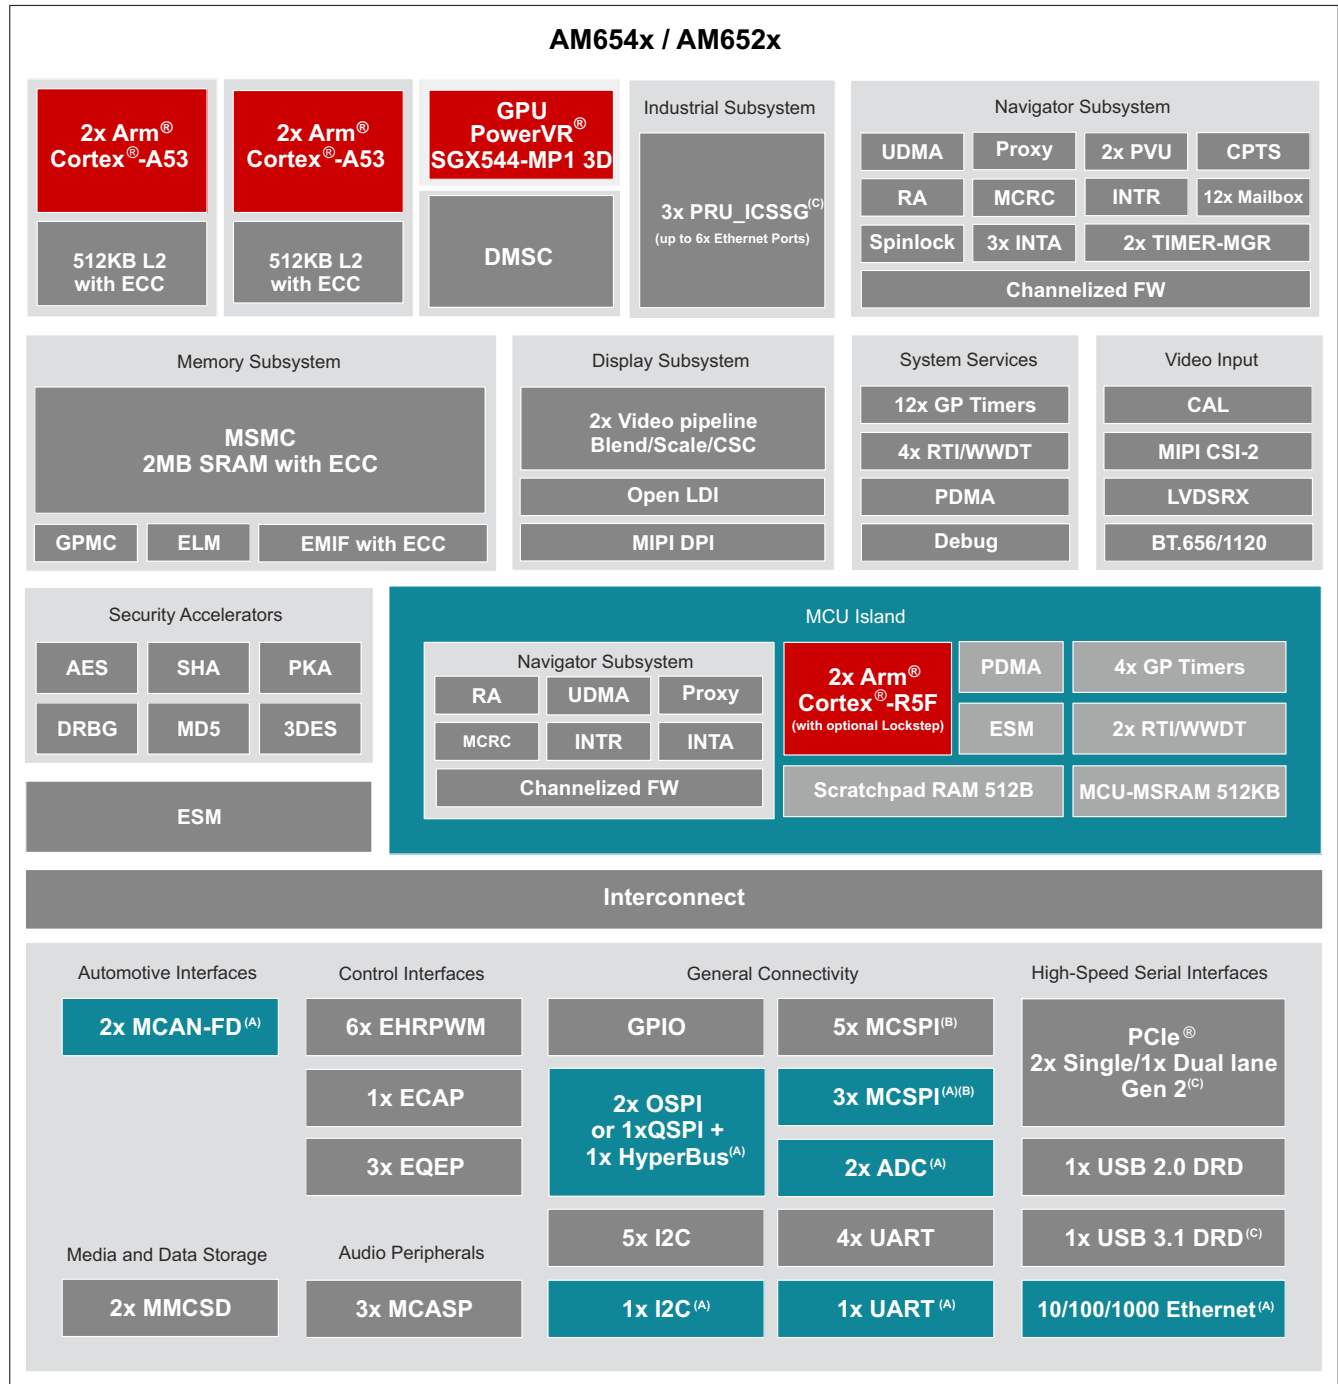 AM654x / AM652x
2x Arm®
Cortex®-A53
512KB L2
with ECC
2x Arm®
Cortex®-A53
512KB L2
with ECC
GPU
PowerVR®
SGX544-MP1 3D
DMSC
Industrial Subsystem
3x PRU_ICSSG(C)
(up to 6x Ethernet Ports)
Navigator Subsystem
UDMA
Proxy
2x PVU
CPTS
RA
MCRC
INTR
12x Mailbox
Spinlock
3x INTA
2x TIMER-MGR
Channelized FW
Memory Subsystem
MSMC
2MB SRAM with ECC
GPMC
ELM
EMIF with ECC
Display Subsystem
2x Video pipeline
Blend/Scale/CSC
Open LDI
MIPI DPI
System Services
12x GP Timers
4x RTI/WWDT
PDMA
Debug
Video Input
CAL
MIPI CSI-2
LVDSRX
BT.656/1120
Security Accelerators
AES
SHA
PKA
DRBG
MD5
3DES
ESM
MCU Island
Navigator Subsystem
RA
UDMA
Proxy
MCRC
INTR
INTA
Channelized FW
2x Arm®
Cortex®-R5F
(with optional Lockstep)
PDMA
4x GP Timers
ESM
2x RTI/WWDT
Scratchpad RAM 512B
MCU-MSRAM 512KB
Interconnect
Automotive Interfaces
2x MCAN-FD(A)
Media and Data Storage
2x MMCSD
Control Interfaces
6x EHRPWM
1x ECAP
3x EQEP
Audio Peripherals
3x MCASP
General Connectivity
GPIO
5x MCSPI(B)
2x OSPI
or 1xQSPI +
1x HyperBus(A)
3x MCSPI(A)(B)
2x ADC(A)
5x I2C
4x UART
1x I2C(A)
1x UART(A)
High-Speed Serial Interfaces
PCIe®
2x Single/1x Dual lane
Gen 2(C)
1x USB 2.0 DRD
1x USB 3.1 DRD(C)
10/100/1000 Ethernet(A)